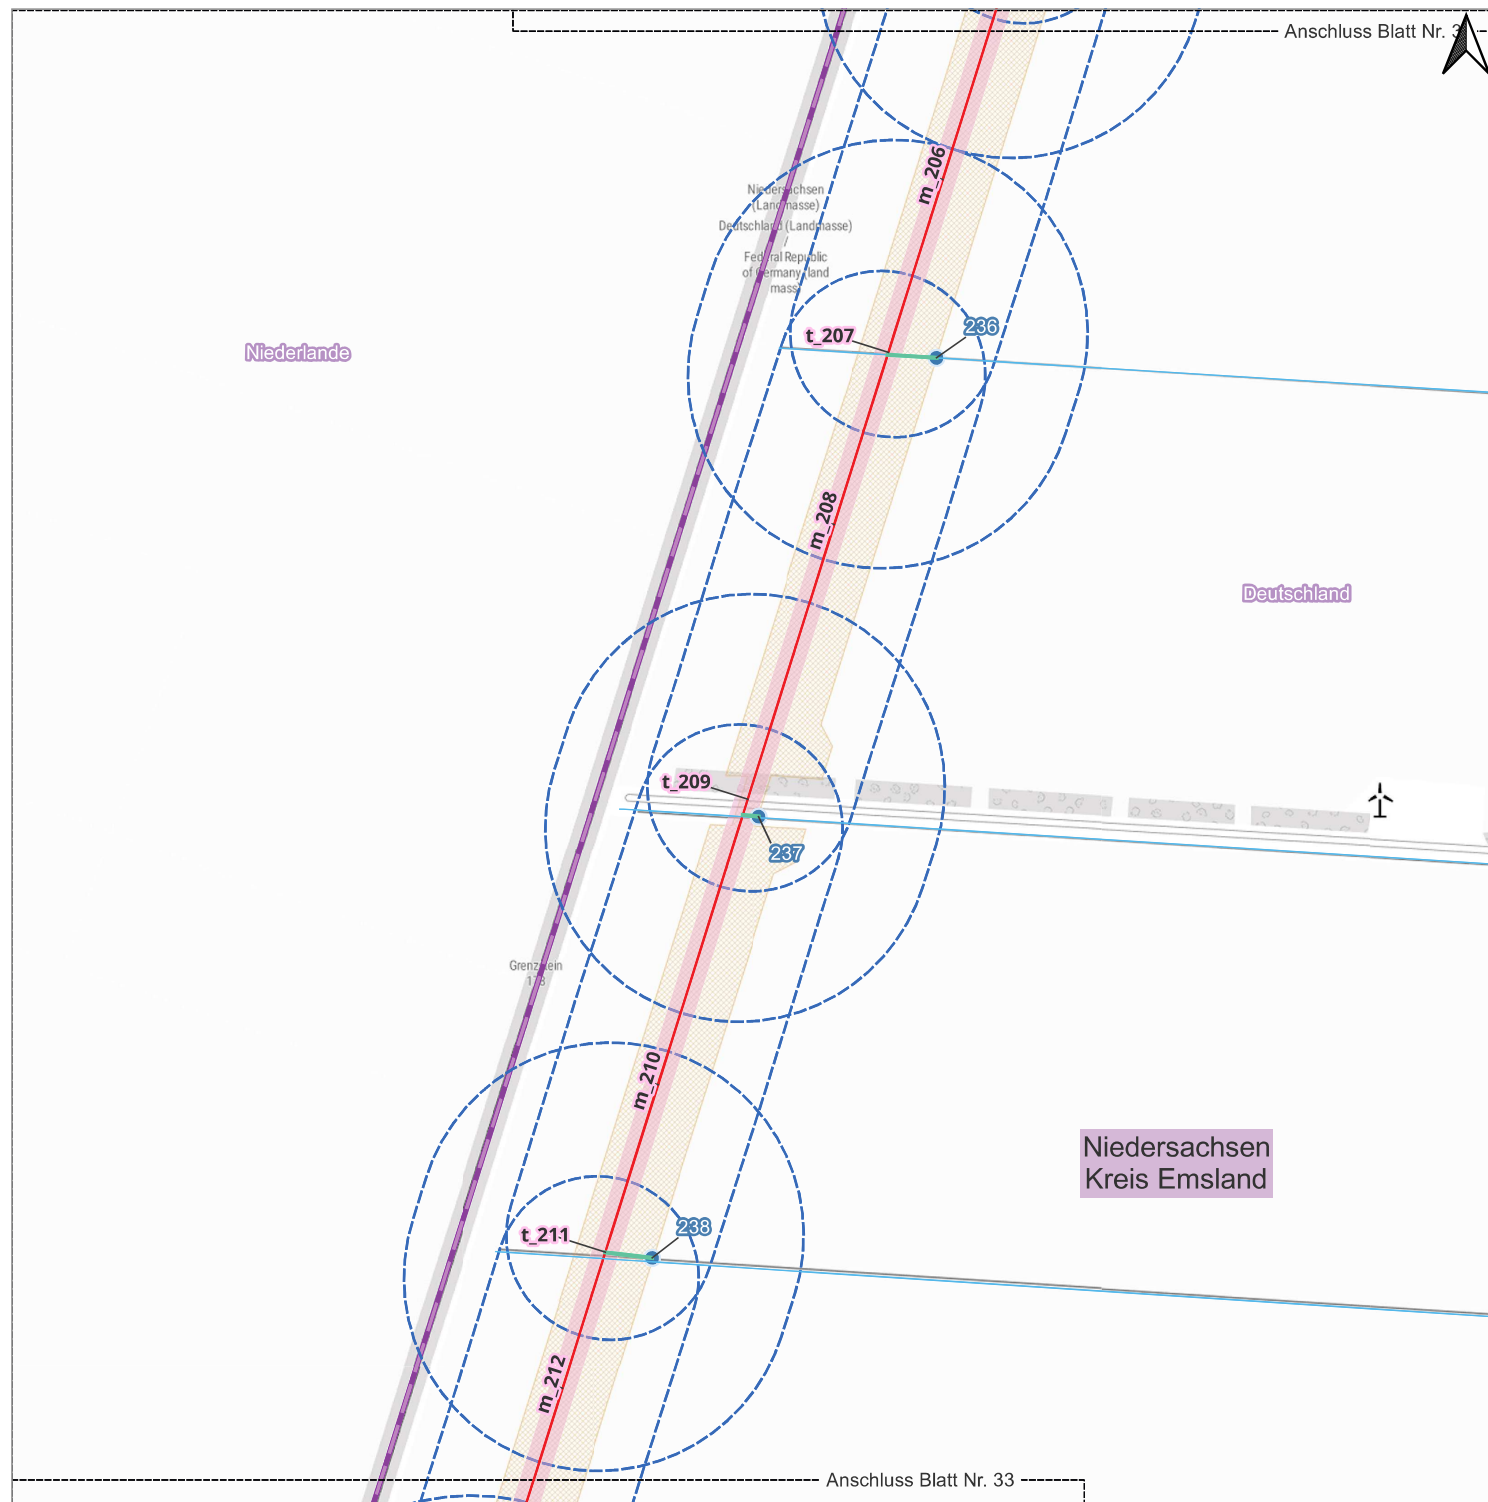 Anschluss Blatt Nr. 3
m_206
Niedersachsen
(Landmasse)
Deutschland (Landmasse)
/
Federal Republic
of Germany (land
mass)
236
t_207
Niederlande
m_208
Deutschland
t_209
237
Grenzstein
173
m_210
Niedersachsen
Kreis Emsland
238
t_211
m_212
Anschluss Blatt Nr. 33